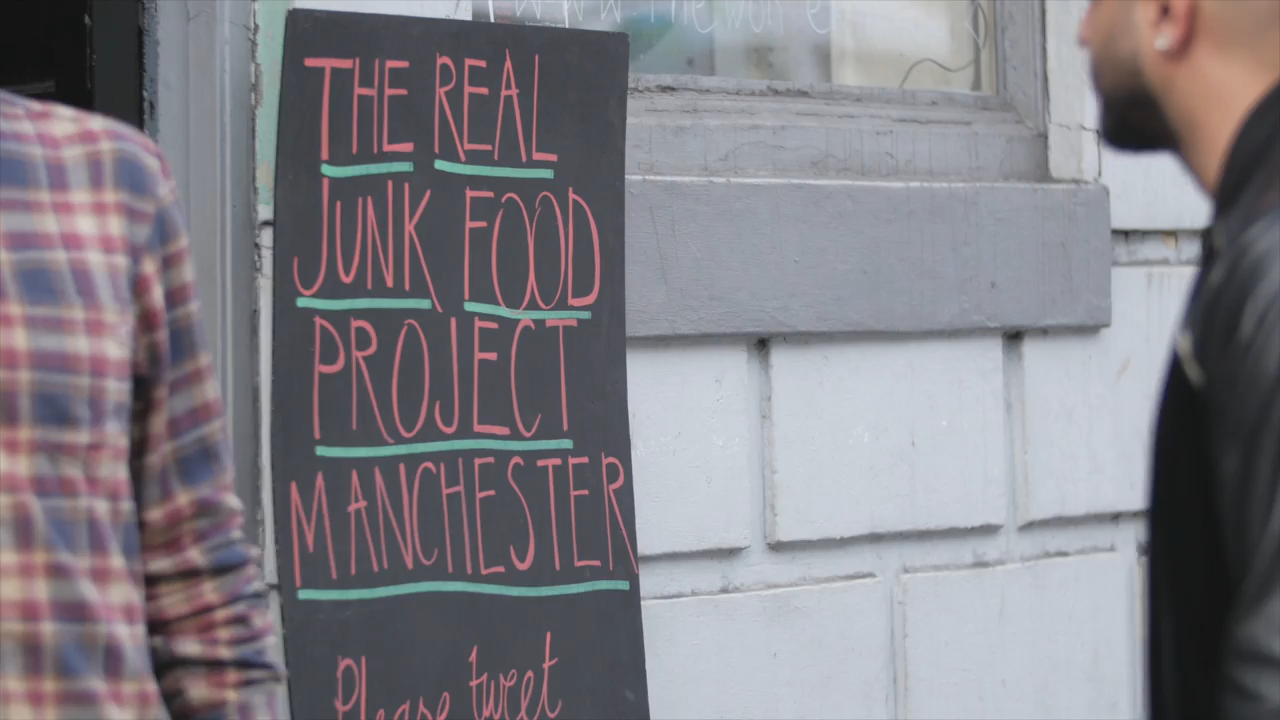 THE REAL
JUNK FOOD
PROJECT
MANCHESTER
Please tweet